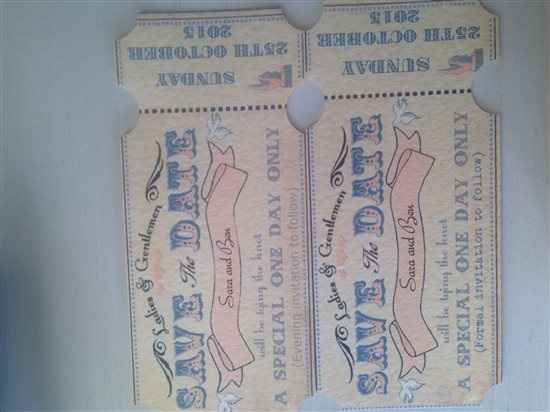 Ladies & Gentlemen
SAVE The DATE
Sara and Ben
will be tying the knot
A SPECIAL ONE DAY ONLY
(Evening invitation to follow)
SUNDAY
25TH OCTOBER
2015
Ladies & Gentlemen
SAVE The DATE
Sara and Ben
will be tying the knot
A SPECIAL ONE DAY ONLY
(Formal invitation to follow)
SUNDAY
25TH OCTOBER
2015